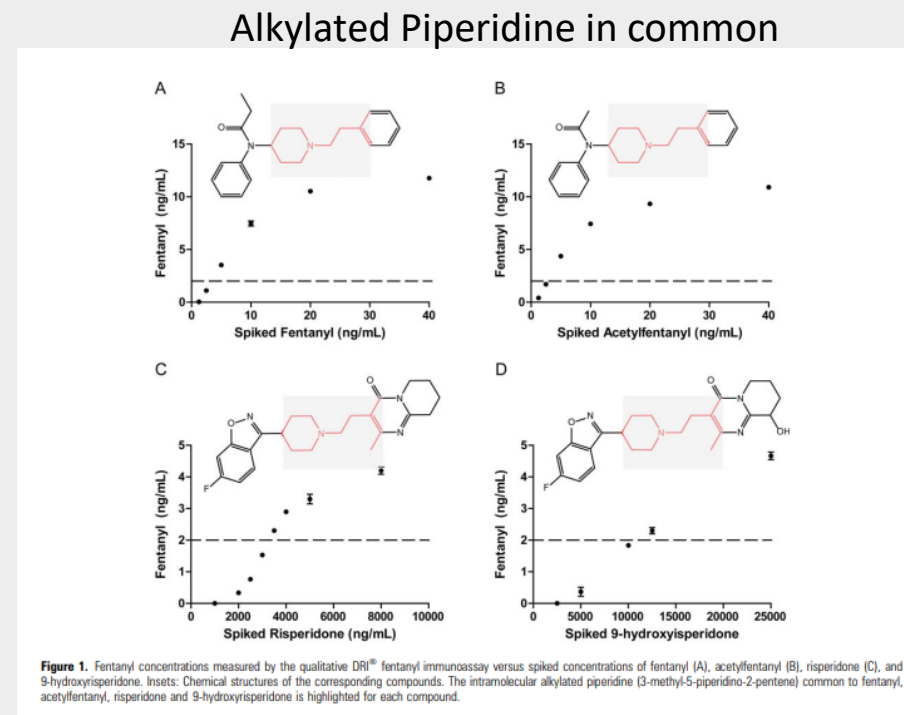 Alkylated Piperidine in common
A
O
N
N
Fentanyl (ng/mL)
15
10
5
0
0 10 20 30 40
Spiked Fentanyl (ng/mL)
B
O
N
N
Fentanyl (ng/mL)
15
10
5
0
0 10 20 30 40
Spiked Acetylfentanyl (ng/mL)
C
O
N
O
N
N
N
F
Fentanyl (ng/mL)
5
4
3
2
1
0
0 2000 4000 6000 8000 10000
Spiked Risperidone (ng/mL)
D
O
N
O
N
N
N
OH
F
Fentanyl (ng/mL)
5
4
3
2
1
0
0 5000 10000 15000 20000 25000
Spiked 9-hydroxyisperidone
Figure 1. Fentanyl concentrations measured by the qualitative DRI® fentanyl immunoassay versus spiked concentrations of fentanyl (A), acetylfentanyl (B), risperidone (C), and
9-hydroxyrisperidone. Insets: Chemical structures of the corresponding compounds. The intramolecular alkylated piperidine (3-methyl-5-piperidino-2-pentene) common to fentanyl,
acetylfentanyl, risperidone and 9-hydroxyrisperidone is highlighted for each compound.